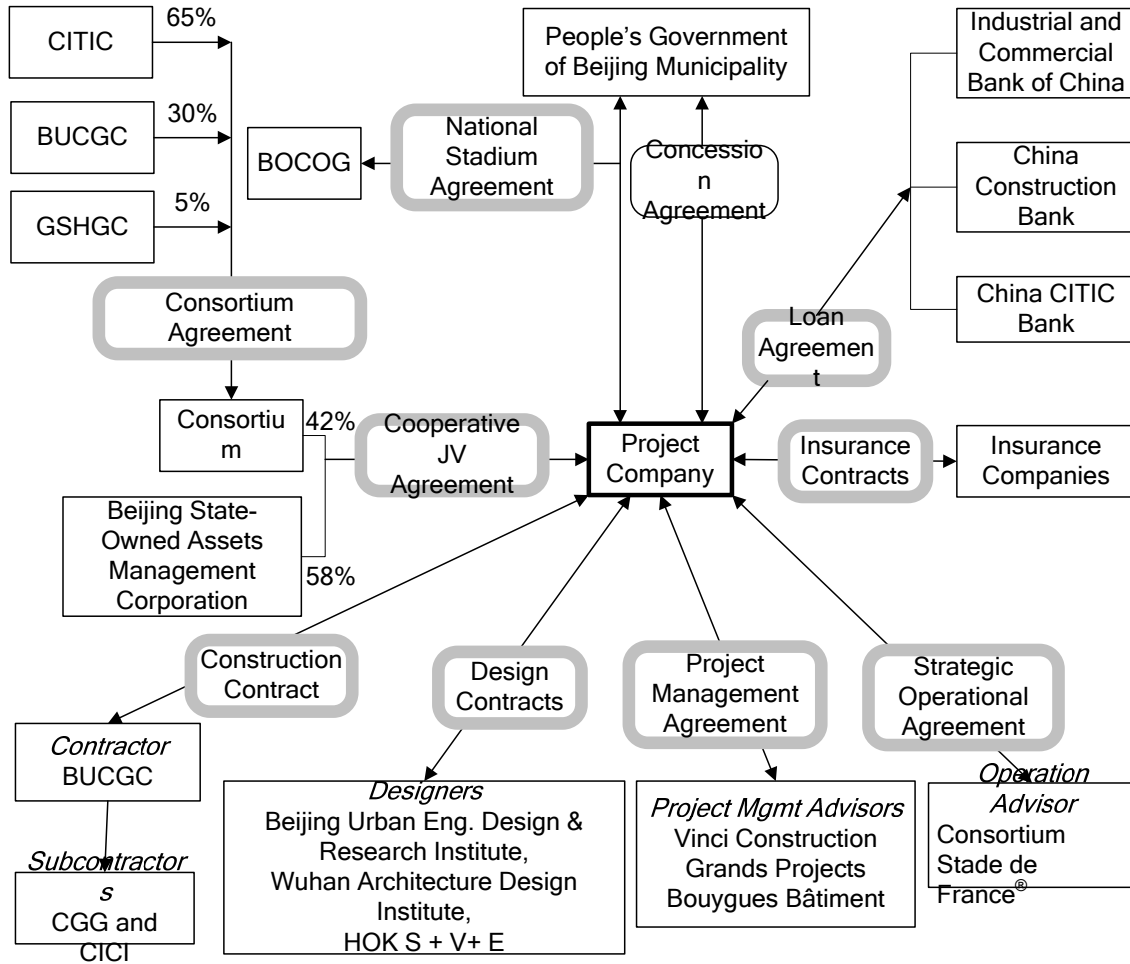 CITIC
65%
BUCGC
30%
GSHGC
5%
People's Government
of Beijing Municipality
Industrial and
Commercial
Bank of China
BOCOG
National
Stadium
Agreement
Concessio
n
Agreement
China
Construction
Bank
China CITIC
Bank
Consortium
Agreement
Loan
Agreemen
t
Consortiu
m
42%
Cooperative
JV
Agreement
Project
Company
Insurance
Contracts
Insurance
Companies
Beijing State-
Owned Assets
Management
Corporation
58%
Construction
Contract
Design
Contracts
Project
Management
Agreement
Strategic
Operational
Agreement
Contractor
BUCGC
Subcontractor
s
CGG and
CICI
Designers
Beijing Urban Eng. Design &
Research Institute,
Wuhan Architecture Design
Institute,
HOK S + V+ E
Project Mgmt Advisors
Vinci Construction
Grands Projects
Bouygues Bâtiment
Operation
Advisor
Consortium
Stade de
France®